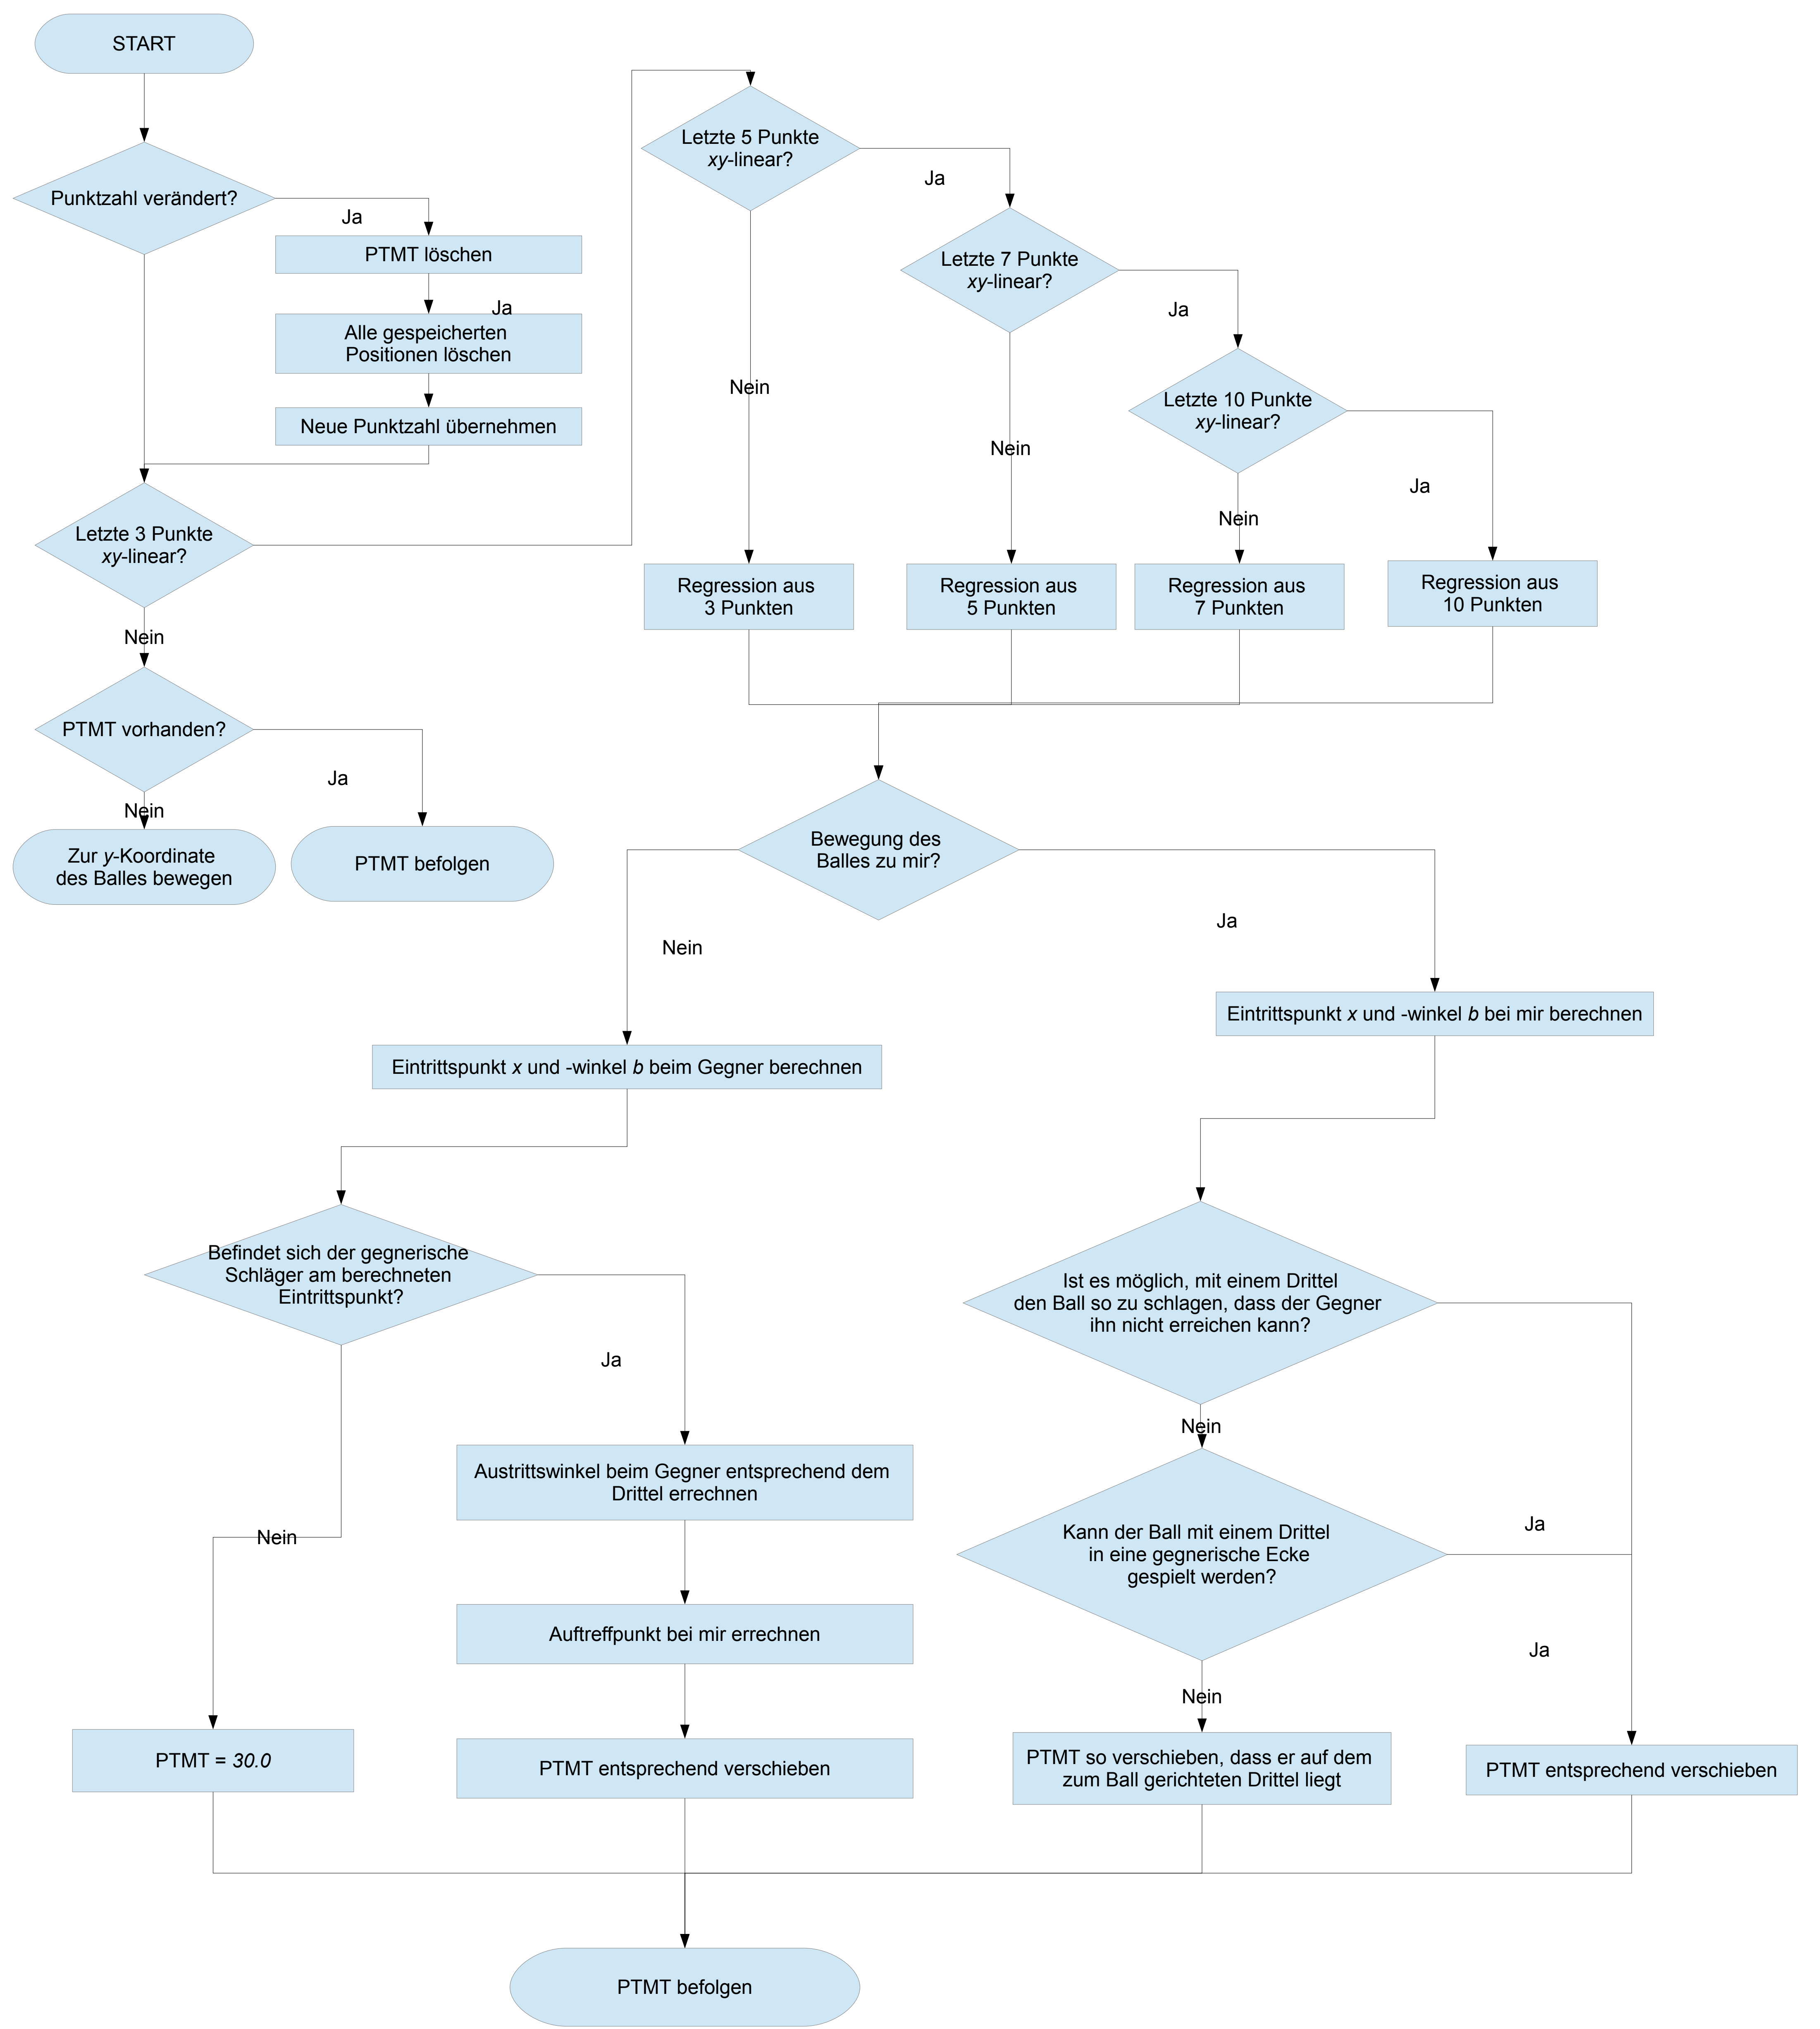 START
Punktzahl verändert?
Ja
PTMT löschen
Ja
Alle gespeicherten
Positionen löschen
Neue Punktzahl übernehmen
Letzte 3 Punkte
xy-linear?
Nein
PTMT vorhanden?
Ja
Nein
Zur y-Koordinate
des Balles bewegen
PTMT befolgen
Letzte 5 Punkte
xy-linear?
Ja
Nein
Letzte 7 Punkte
xy-linear?
Ja
Nein
Letzte 10 Punkte
xy-linear?
Ja
Nein
Regression aus
3 Punkten
Regression aus
5 Punkten
Regression aus
7 Punkten
Regression aus
10 Punkten
Bewegung des
Balles zu mir?
Nein
Ja
Eintrittspunkt x und -winkel b beim Gegner berechnen
Eintrittspunkt x und -winkel b bei mir berechnen
Befindet sich der gegnerische
Schläger am berechneten
Eintrittspunkt?
Ja
Nein
Austrittswinkel beim Gegner entsprechend dem
Drittel errechnen
Auftreffpunkt bei mir errechnen
PTMT = 30.0
PTMT entsprechend verschieben
Ist es möglich, mit einem Drittel
den Ball so zu schlagen, dass der Gegner
ihn nicht erreichen kann?
Nein
Kann der Ball mit einem Drittel
in eine gegnerische Ecke
gespielt werden?
Ja
Ja
Nein
PTMT so verschieben, dass er auf dem
zum Ball gerichteten Drittel liegt
PTMT entsprechend verschieben
PTMT befolgen